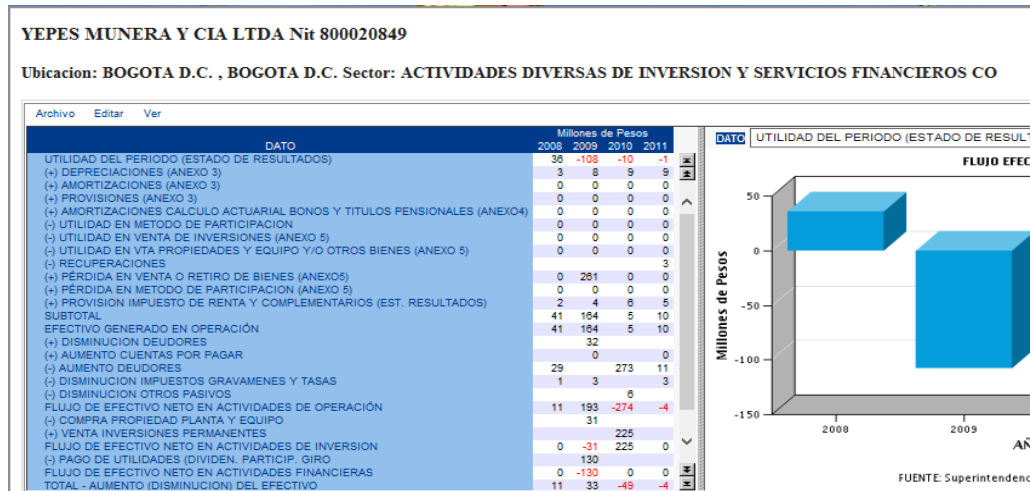 YEPES MUNERA Y CIA LTDA Nit 800020849
Ubicacion: BOGOTA D.C. , BOGOTA D.C. Sector: ACTIVIDADES DIVERSAS DE INVERSION Y SERVICIOS FINANCIEROS CO
Archivo Editar Ver
Millones de Pesos
DATO 2008 2009 2010 2011
UTILIDAD DEL PERIODO (ESTADO DE RESULTADOS) 36 -108 -10 -1
(+) DEPRECIACIONES (ANEXO 3) 3 8 9 9
(+) AMORTIZACIONES (ANEXO 3) 0 0 0 0
(+) PROVISIONES (ANEXO 3) 0 0 0 0
(+) AMORTIZACIONES CALCULO ACTUARIAL BONOS Y TITULOS PENSIONALES (ANEXO4) 0 0 0 0
(-) UTILIDAD EN METODO DE PARTICIPACION 0 0 0 0
(-) UTILIDAD EN VENTA DE INVERSIONES (ANEXO 5) 0 0 0 0
(-) UTILIDAD EN VTA PROPIEDADES Y EQUIPO Y/O OTROS BIENES (ANEXO 5) 0 0 0 0
(-) RECUPERACIONES 3
(+) PÉRDIDA EN VENTA O RETIRO DE BIENES (ANEXO5) 0 261 0 0
(+) PÉRDIDA EN METODO DE PARTICIPACION (ANEXO 5) 0 0 0 0
(+) PROVISION IMPUESTO DE RENTA Y COMPLEMENTARIOS (EST. RESULTADOS) 2 4 6 5
SUBTOTAL 41 164 5 10
EFECTIVO GENERADO EN OPERACIÓN 41 164 5 10
(+) DISMINUCION DEUDORES 32
(+) AUMENTO CUENTAS POR PAGAR 0 0
(-) AUMENTO DEUDORES 29 273 11
(-) DISMINUCION IMPUESTOS GRAVAMENES Y TASAS 1 3 3
(-) DISMINUCION OTROS PASIVOS 6
FLUJO DE EFECTIVO NETO EN ACTIVIDADES DE OPERACIÓN 11 193 -274 -4
(-) COMPRA PROPIEDAD PLANTA Y EQUIPO 31
(+) VENTA INVERSIONES PERMANENTES 225
FLUJO DE EFECTIVO NETO EN ACTIVIDADES DE INVERSION 0 -31 225 0
(-) PAGO DE UTILIDADES (DIVIDEN. PARTICIP. GIRO 130
FLUJO DE EFECTIVO NETO EN ACTIVIDADES FINANCIERAS 0 -130 0 0
TOTAL - AUMENTO (DISMINUCION) DEL EFECTIVO 11 33 -49 -4
DATO UTILIDAD DEL PERIODO (ESTADO DE RESULT
FLUJO EFEC
Millones de Pesos
50
0
-50
-100
-150
2008 2009
AÑ
FUENTE: Superintendenc